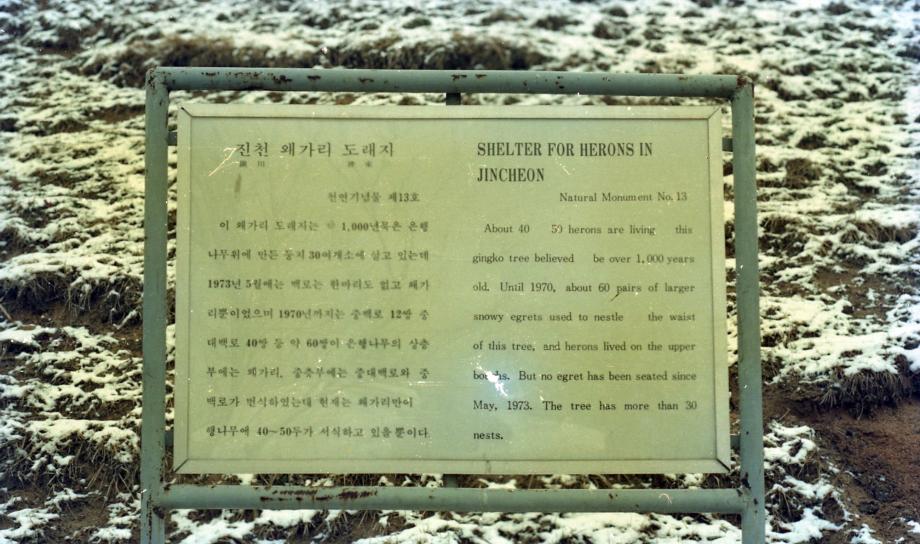 진천 왜가리 도래지
천연기념물 제13호
이 왜가리 도래지는 약 1,000년묵은 은행
나무위에 만든 둥지 30여개소에 살고 있는데
1973년 5월에는 백로는 한마리도 없고 왜가
리뿐이었으며 1970년까지는 중백로 12쌍 중
대백로 40쌍 등 약 60쌍이 은행나무의 상층
부에는 왜가리, 중층부에는 중대백로와 중
백로가 번식하였는데 현재는 왜가리만이
행나무에 40~50두가 서식하고 있을뿐이다
SHELTER FOR HERONS IN
JINCHEON
Natural Monument No. 13
About 40 50 herons are living this
gingko tree believed be over 1,000 years
old. Until 1970, about 60 pairs of larger
snowy egrets used to nestle the waist
of this tree, and herons lived on the upper
But no egret has been seated since
May, 1973. The tree has more than 30
nests.